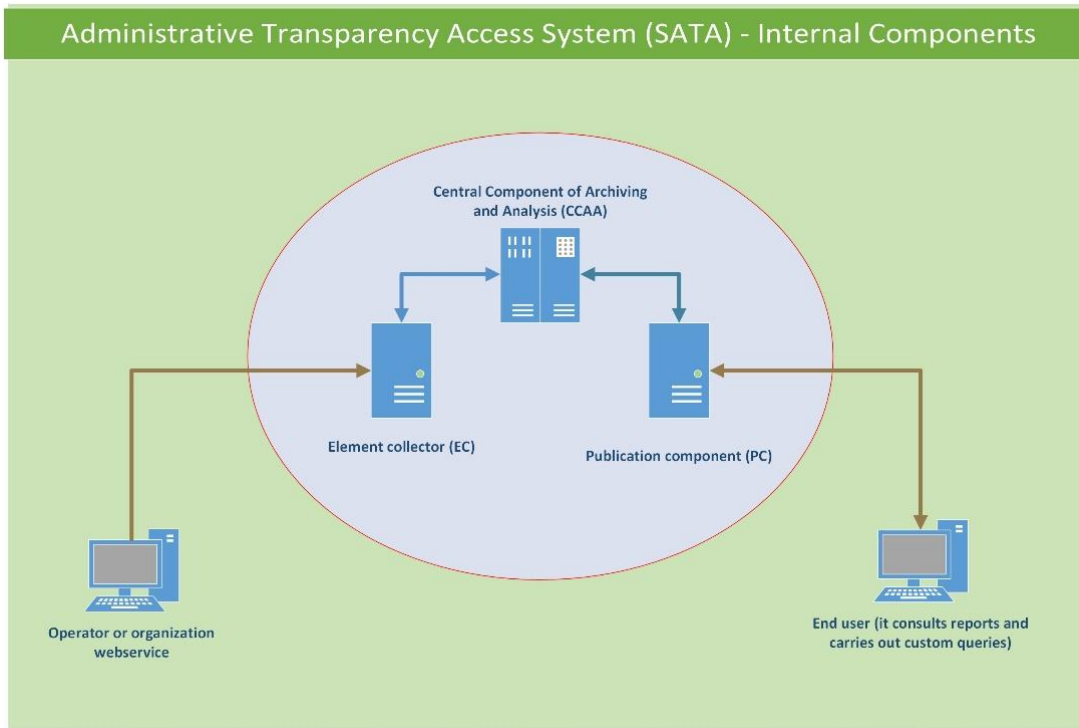 Administrative Transparency Access System (SATA) - Internal Components
Central Component of Archiving
and Analysis (CCAA)
Element collector (EC)
Publication component (PC)
Operator or organization
webservice
End user (it consults reports and
carries out custom queries)